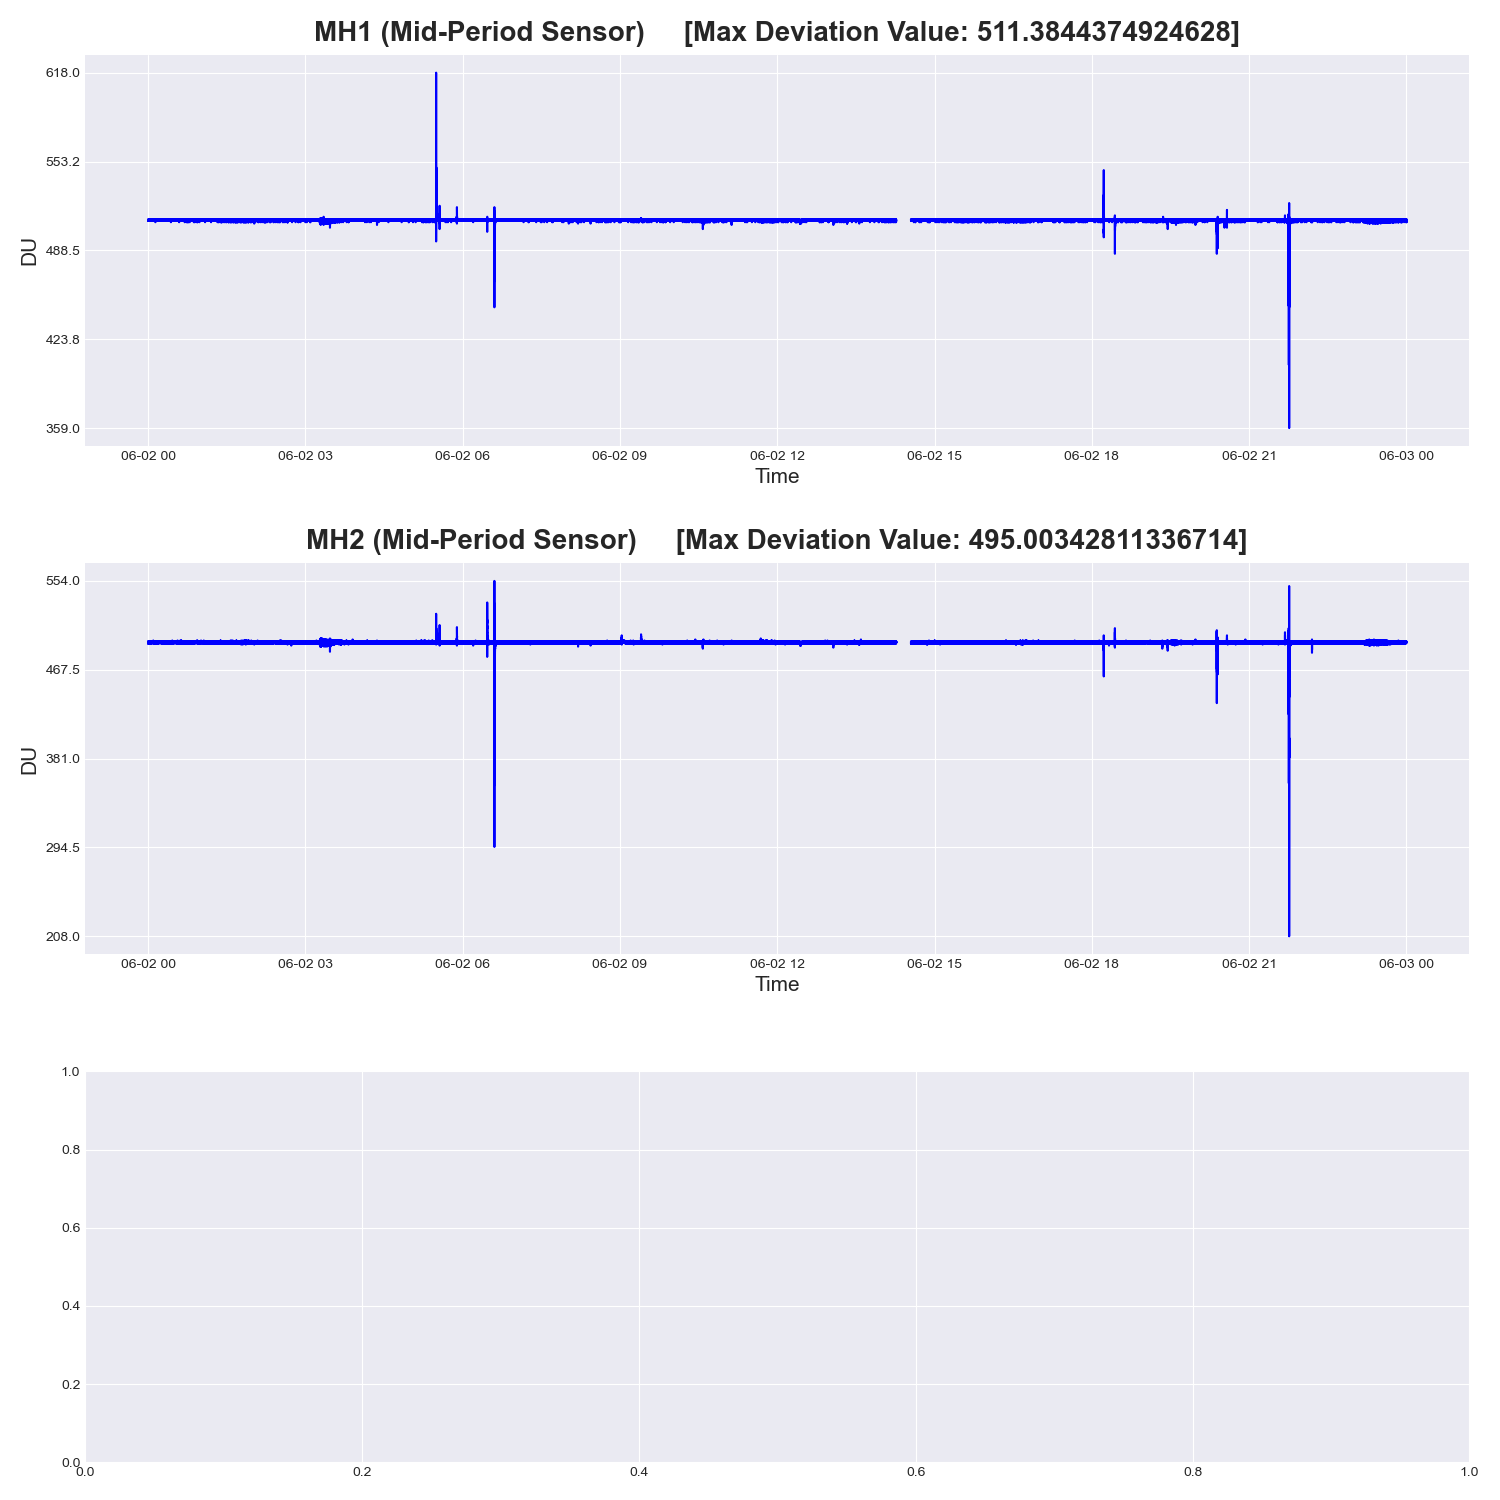 MH1 (Mid-Period Sensor) [Max Deviation Value: 511.3844374924628]
618.0
553.2
488.5
423.8
359.0
DU
06-02 00 06-02 03 06-02 06 06-02 09 06-02 12 06-02 15 06-02 18 06-02 21 06-03 00
Time
MH2 (Mid-Period Sensor) [Max Deviation Value: 495.00342811336714]
554.0
467.5
381.0
294.5
208.0
DU
06-02 00 06-02 03 06-02 06 06-02 09 06-02 12 06-02 15 06-02 18 06-02 21 06-03 00
Time
1.0
0.8
0.6
0.4
0.2
0.0
0.0 0.2 0.4 0.6 0.8 1.0